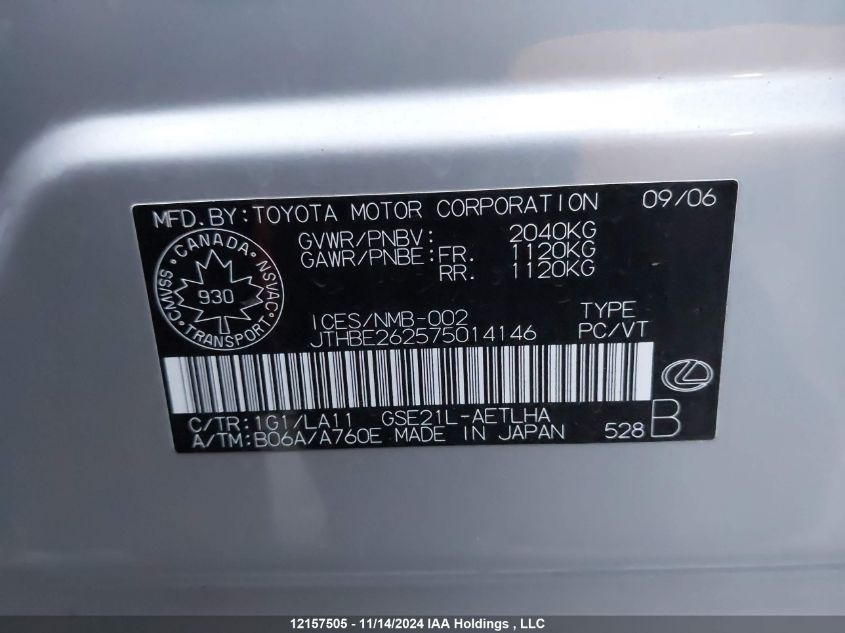 MFD. BY: TOYOTA MOTOR CORPORATION 09/06
GVWR/PNBV: 2040KG
GAWR/PNBE: FR. 1120KG
RR. 1120KG
CANADA
CMVSS NSVAC
930
TRANSPORT
ICES/NMB-002 TYPE
JTHBE262575014146 PC/VT
C/TR: 1G1/LA11 GSE21L-AETLHA
A/TM: B06A/A760E MADE IN JAPAN 528 B
12157505 - 11/14/2024 IAA Holdings , LLC